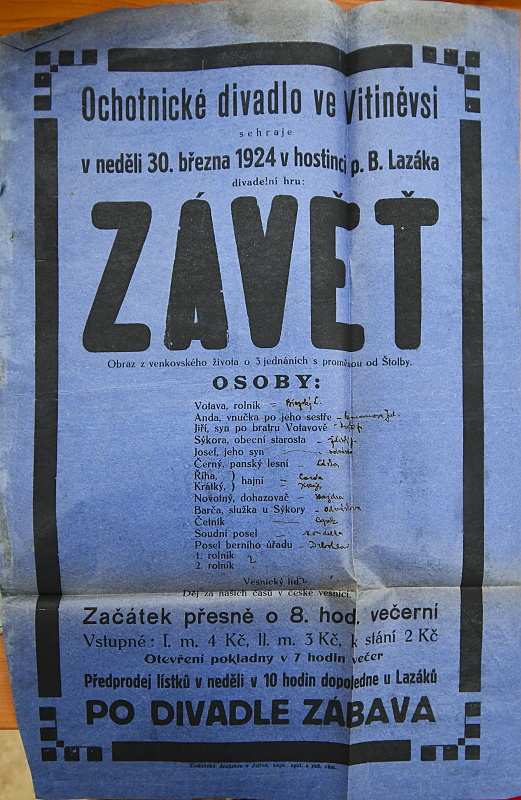 Ochotnické divadlo ve Vitiněvsi
sehraje
v neděli 30. března 1924 v hostinci p. B. Lazáka
divadelní hru:
ZÁVĚŤ
Obraz z venkovského života o 3 jednáních s proměnou od Štolby.
OSOBY:
Votava, rolník
Anda, vnučka po jeho sestře
Jiří, syn po bratru Votavově
Sýkora, obecní starosta
Josef, jeho syn
Černý, panský lesní
Říha, } hajní
Krátký, }
Novotný, dohazovač
Barča, služka u Sýkory
Četník
Soudní posel
Posel berního úřadu
1. rolník
2. rolník
Vesnický lid.
Děj za našich časů v české vesnici.
Začátek přesně o 8. hod. večerní
Vstupné: I. m. 4 Kč, II. m. 3 Kč, k stání 2 Kč
Otevření pokladny v 7 hodin večer
Předprodej lístků v neděli v 10 hodin dopoledne u Lazáků
PO DIVADLE ZÁBAVA